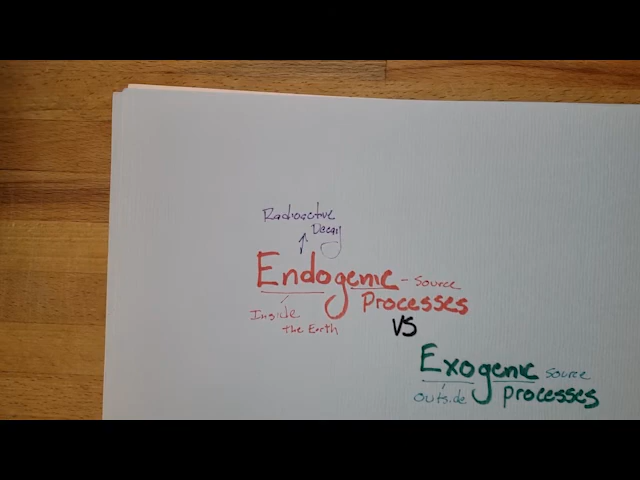 Radioactive
Decay
Endogenic - Source
Processes
Inside
the Earth
VS
Exogenic Source
outside Processes